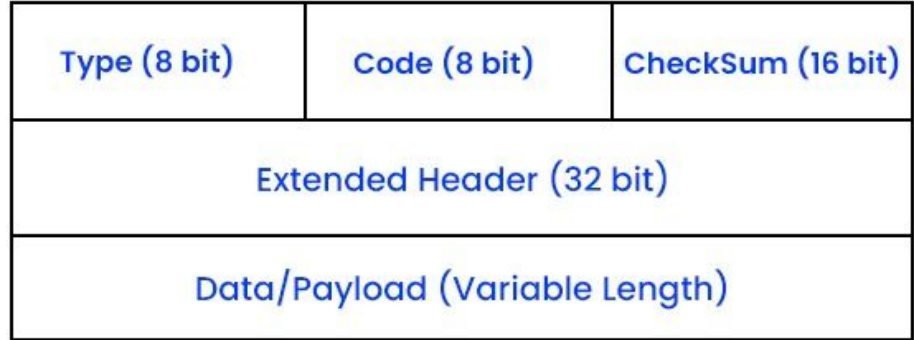 Type (8 bit)
Code (8 bit)
CheckSum (16 bit)
Extended Header (32 bit)
Data/Payload (Variable Length)